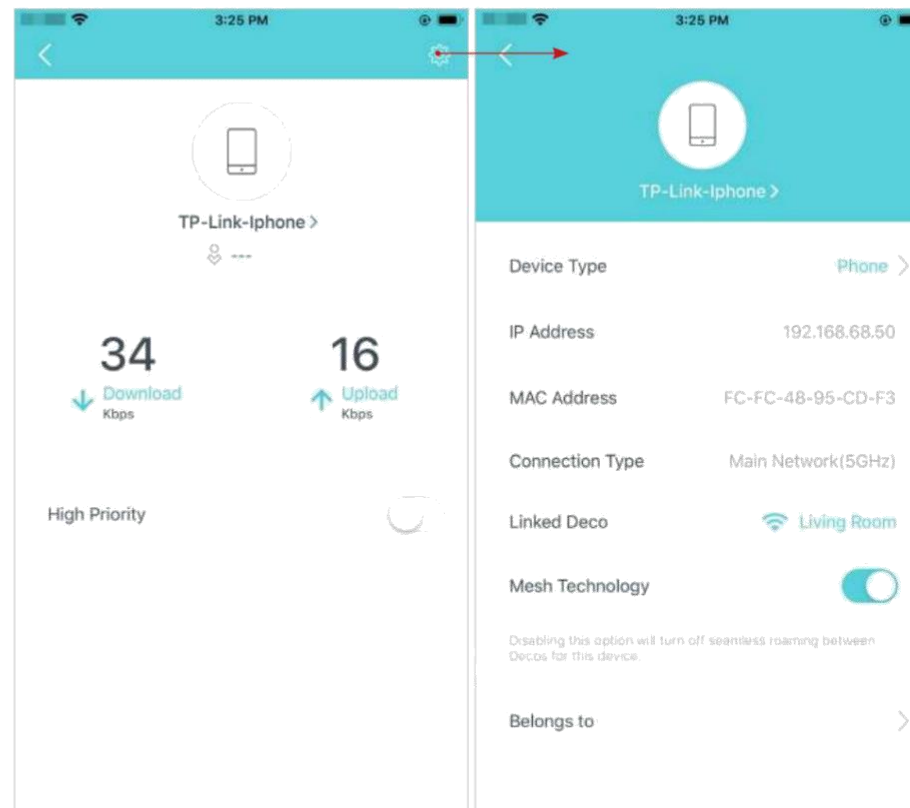 3:25 PM
TP-Link-Iphone >
---
34
Download
Kbps
16
Upload
Kbps
High Priority
3:25 PM
TP-Link-Iphone >
Device Type
Phone >
IP Address
192.168.68.50
MAC Address
FC-FC-48-95-CD-F3
Connection Type
Main Network(5GHz)
Linked Deco
Living Room
Mesh Technology
Disabling this option will turn off seamless roaming between
Decos for this device.
Belongs to